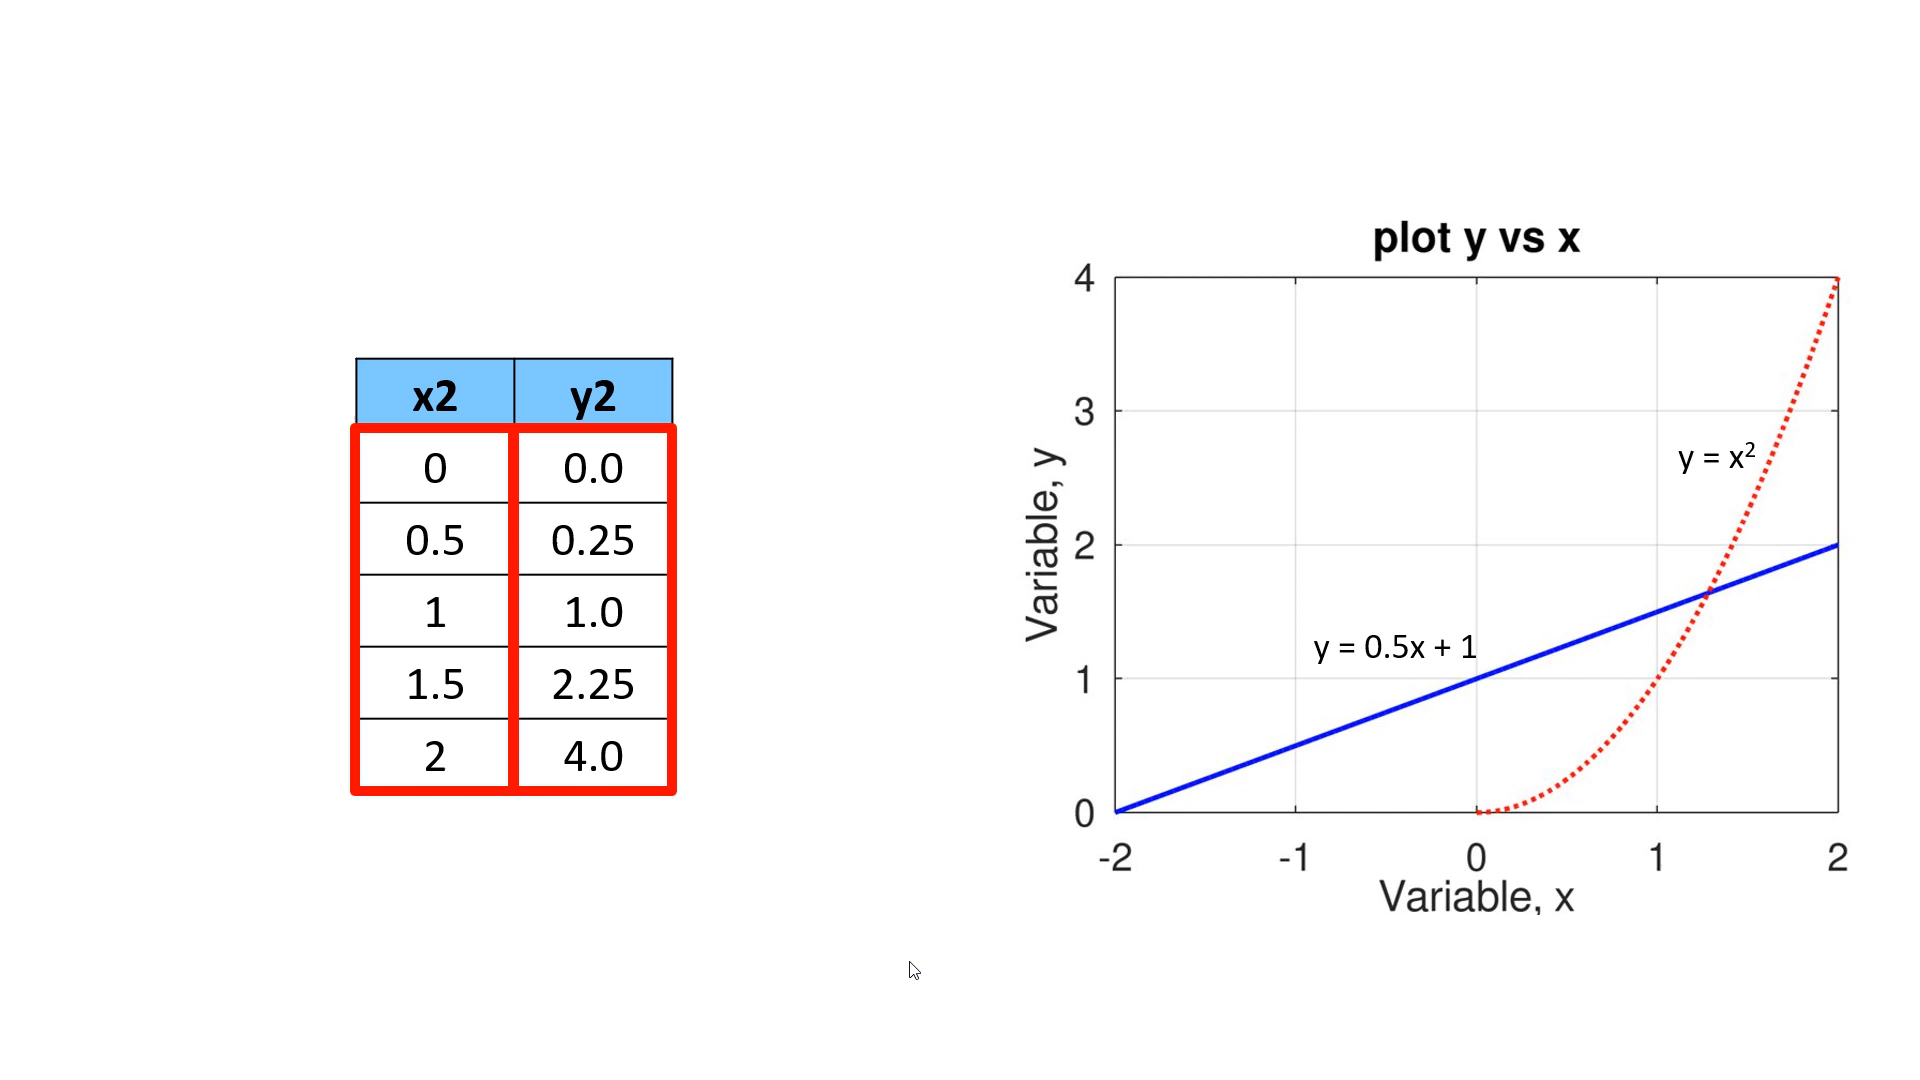 x2 y2
0 0.0
0.5 0.25
1 1.0
1.5 2.25
2 4.0
plot y vs x
4
3
2
1
0
Variable, y
y = x²
y = 0.5x + 1
-2 -1 0 1 2
Variable, x